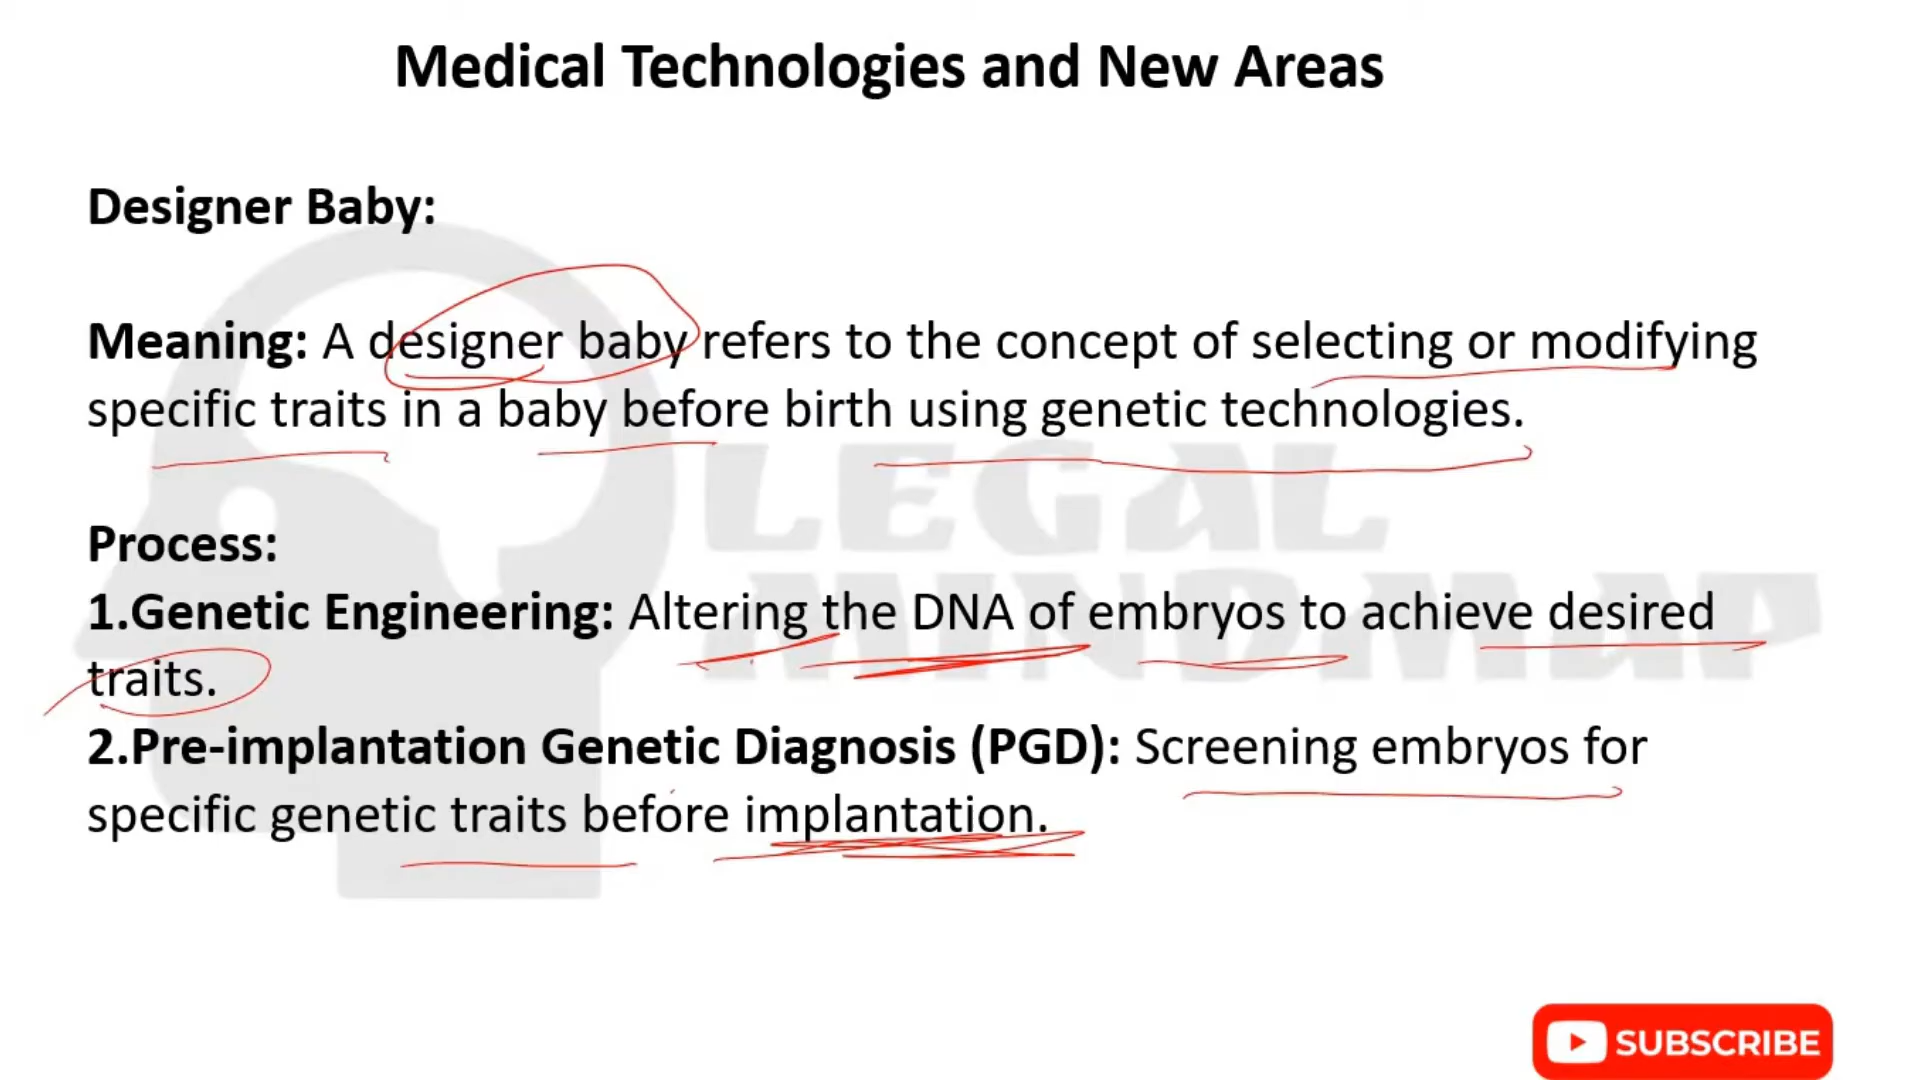 Medical Technologies and New Areas
Designer Baby:
Meaning: A designer baby refers to the concept of selecting or modifying
specific traits in a baby before birth using genetic technologies.
LEGAL
MINDMAP
Process:
1.Genetic Engineering: Altering the DNA of embryos to achieve desired
traits.
2.Pre-implantation Genetic Diagnosis (PGD): Screening embryos for
specific genetic traits before implantation.
SUBSCRIBE